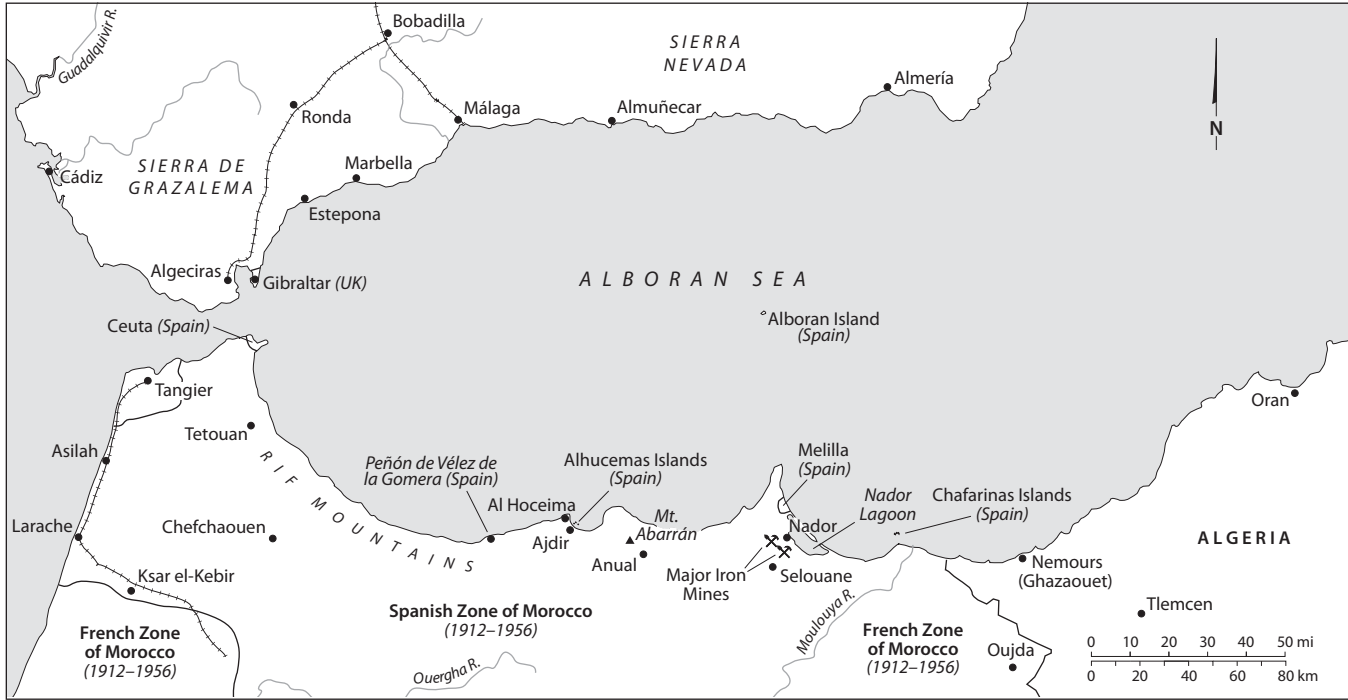 Guadalquivir R.
Bobadilla
SIERRA
NEVADA
Almería
Ronda
Málaga
Almuñecar
N
Cádiz
SIERRA DE
GRAZALEMA
Marbella
Estepona
Algeciras
Gibraltar (UK)
ALBORAN SEA
Ceuta (Spain)
Alboran Island
(Spain)
Tangier
Oran
Tetouan
Asilah
RIF MOUNTAINS
Peñón de Vélez de
la Gomera (Spain)
Alhucemas Islands
(Spain)
Melilla
(Spain)
Nador
Lagoon
Chafarinas Islands
(Spain)
Larache
Chefchaouen
Al Hoceima
Ajdir
Mt.
Abarrán
Anual
Nador
ALGERIA
Major Iron
Mines
Selouane
Nemours
(Ghazaouet)
Ksar el-Kebir
Tlemcen
Spanish Zone of Morocco
(1912–1956)
Moulouya R.
French Zone
of Morocco
(1912–1956)
French Zone
of Morocco
(1912–1956)
Ouergha R.
Oujda
0 10 20 30 40 50 mi
0 20 40 60 80 km